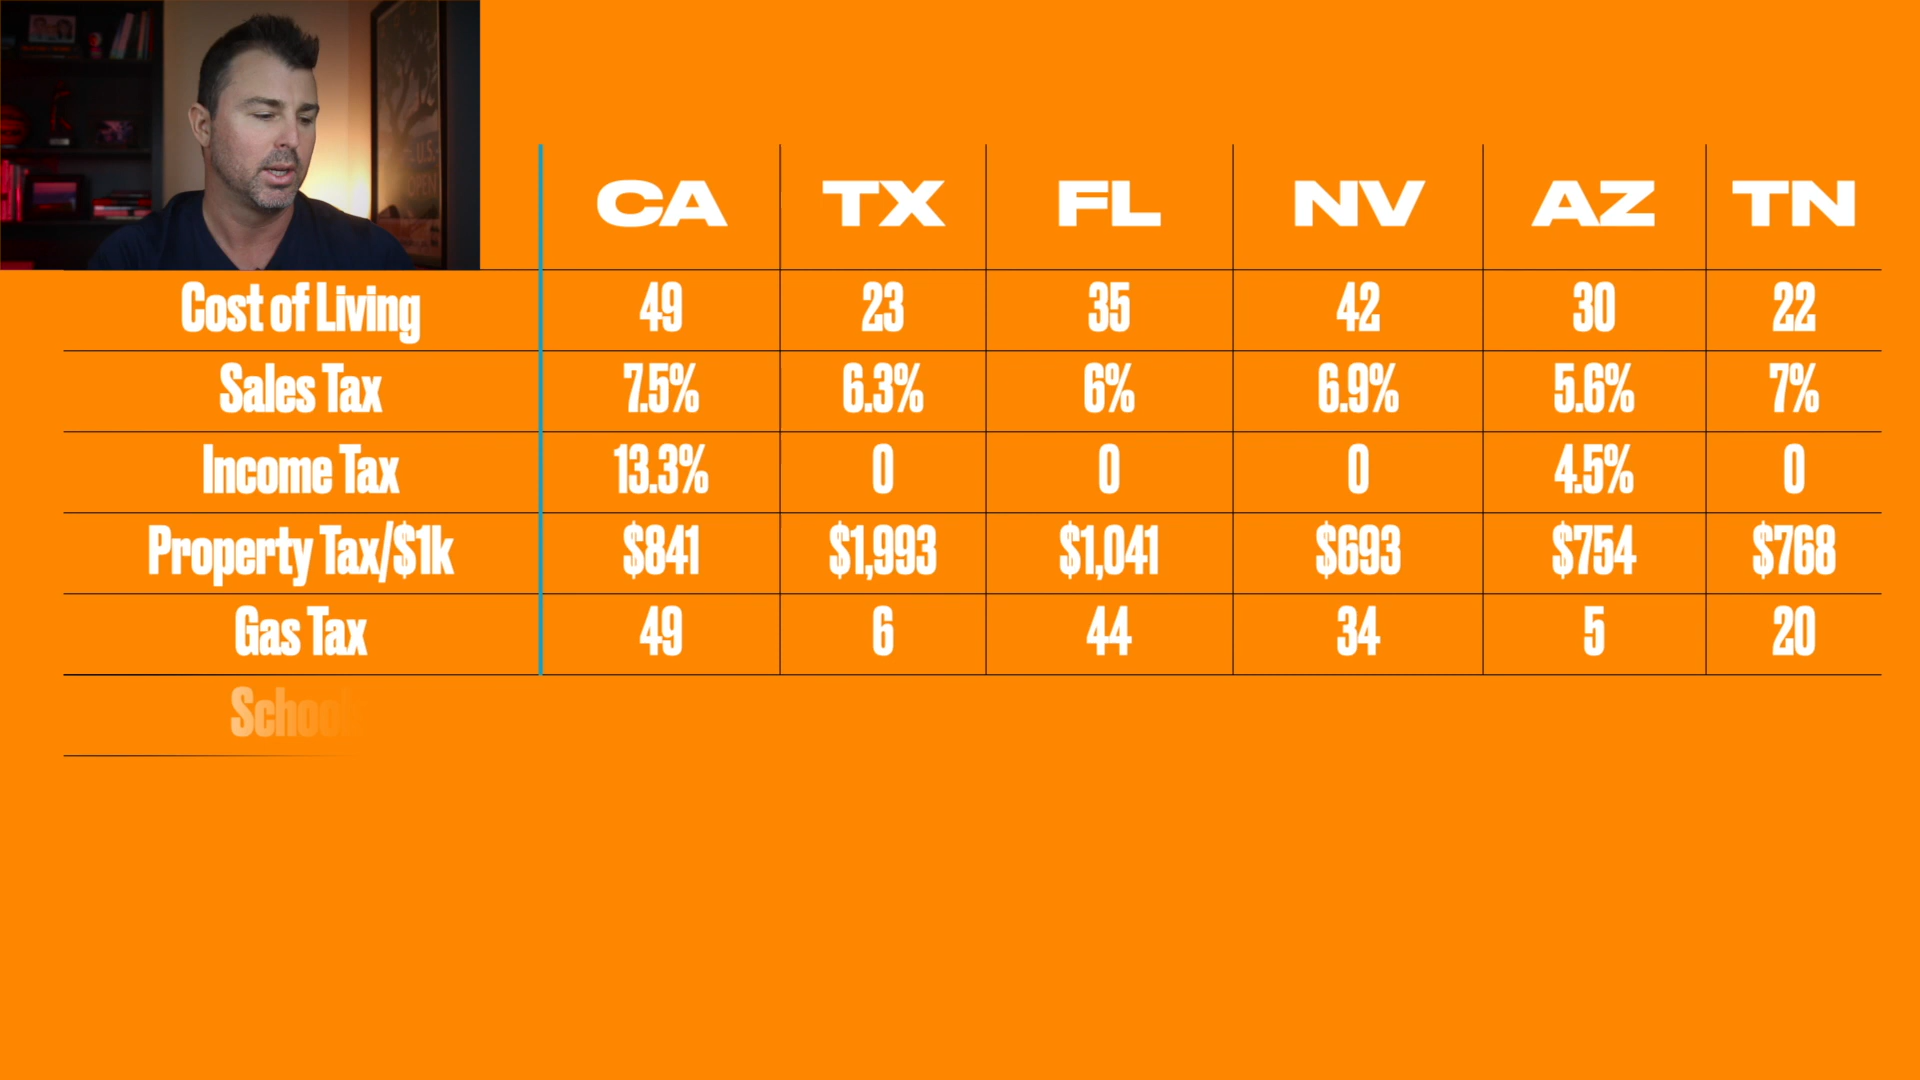 U.S.
OPEN
CA TX FL NV AZ TN
Cost of Living 49 23 35 42 30 22
Sales Tax 7.5% 6.3% 6% 6.9% 5.6% 7%
Income Tax 13.3% 0 0 0 4.5% 0
Property Tax/$1k $841 $1,993 $1,041 $693 $754 $768
Gas Tax 49 6 44 34 5 20
School